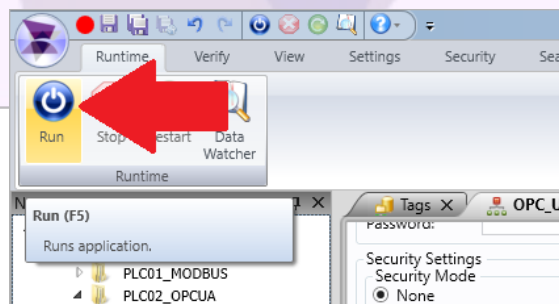 Runtime Verify View Settings Security Sea
Run Stop estart Data
Watcher
Runtime
N
Tags OPC_U
Run (F5)
Runs application.
Password:
Security Settings
Security Mode
None
PLC01_MODBUS
PLC02_OPCUA